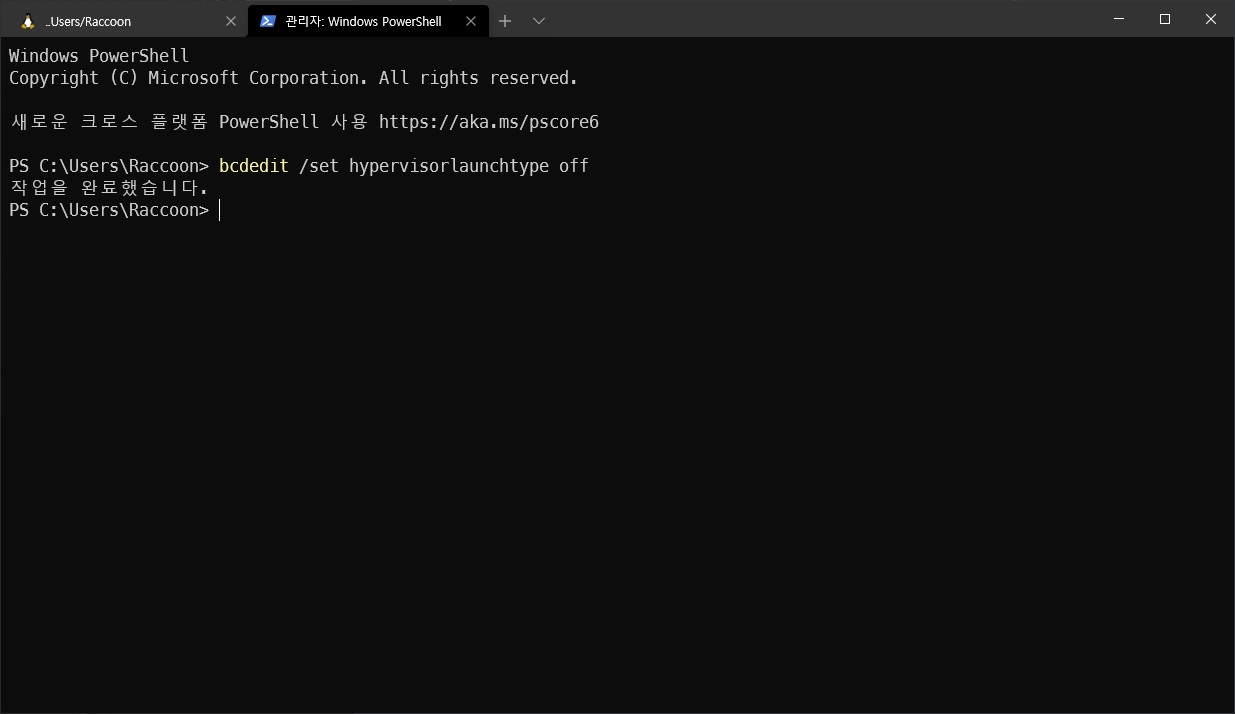 _Users/Raccoon
관리자: Windows PowerShell
Windows PowerShell
Copyright (C) Microsoft Corporation. All rights reserved.
새로운 크로스 플랫폼 PowerShell 사용 https://aka.ms/pscore6
PS C:\Users\Raccoon> bcdedit /set hypervisorlaunchtype off
작업을 완료했습니다.
PS C:\Users\Raccoon>